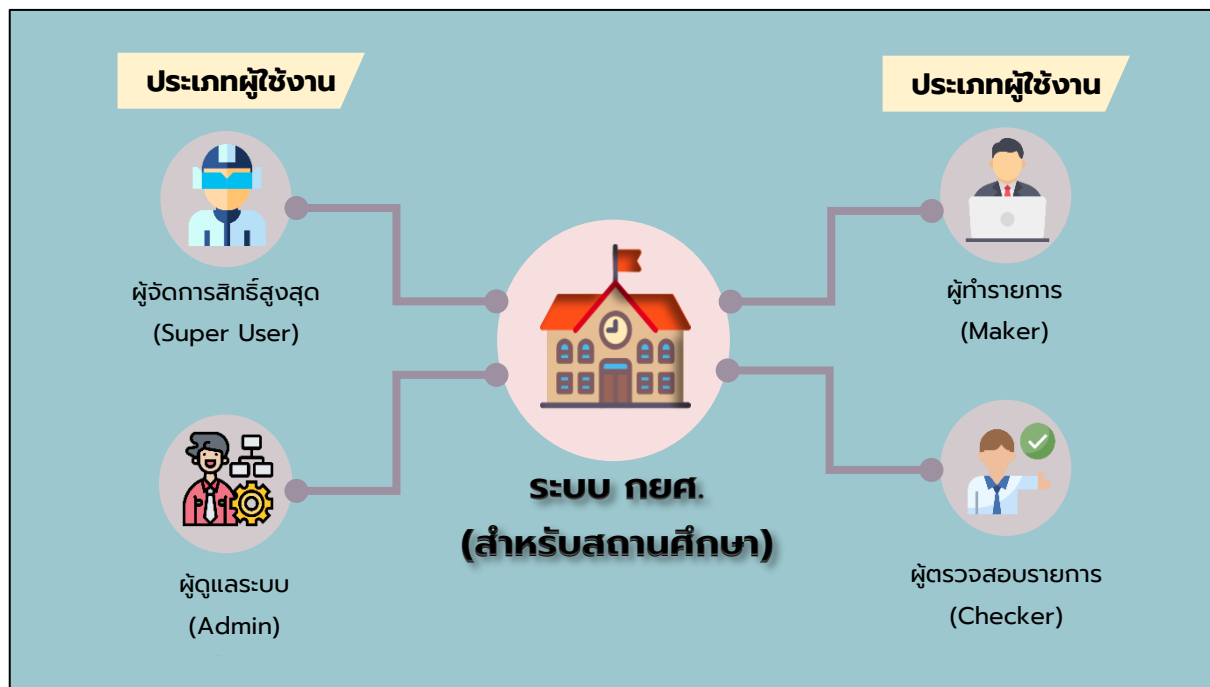 ประเภทผู้ใช้งาน
ผู้จัดการสิทธิ์สูงสุด
(Super User)
ผู้ดูแลระบบ
(Admin)
ระบบ กยศ.
(สำหรับสถานศึกษา)
ประเภทผู้ใช้งาน
ผู้ทำรายการ
(Maker)
ผู้ตรวจสอบรายการ
(Checker)